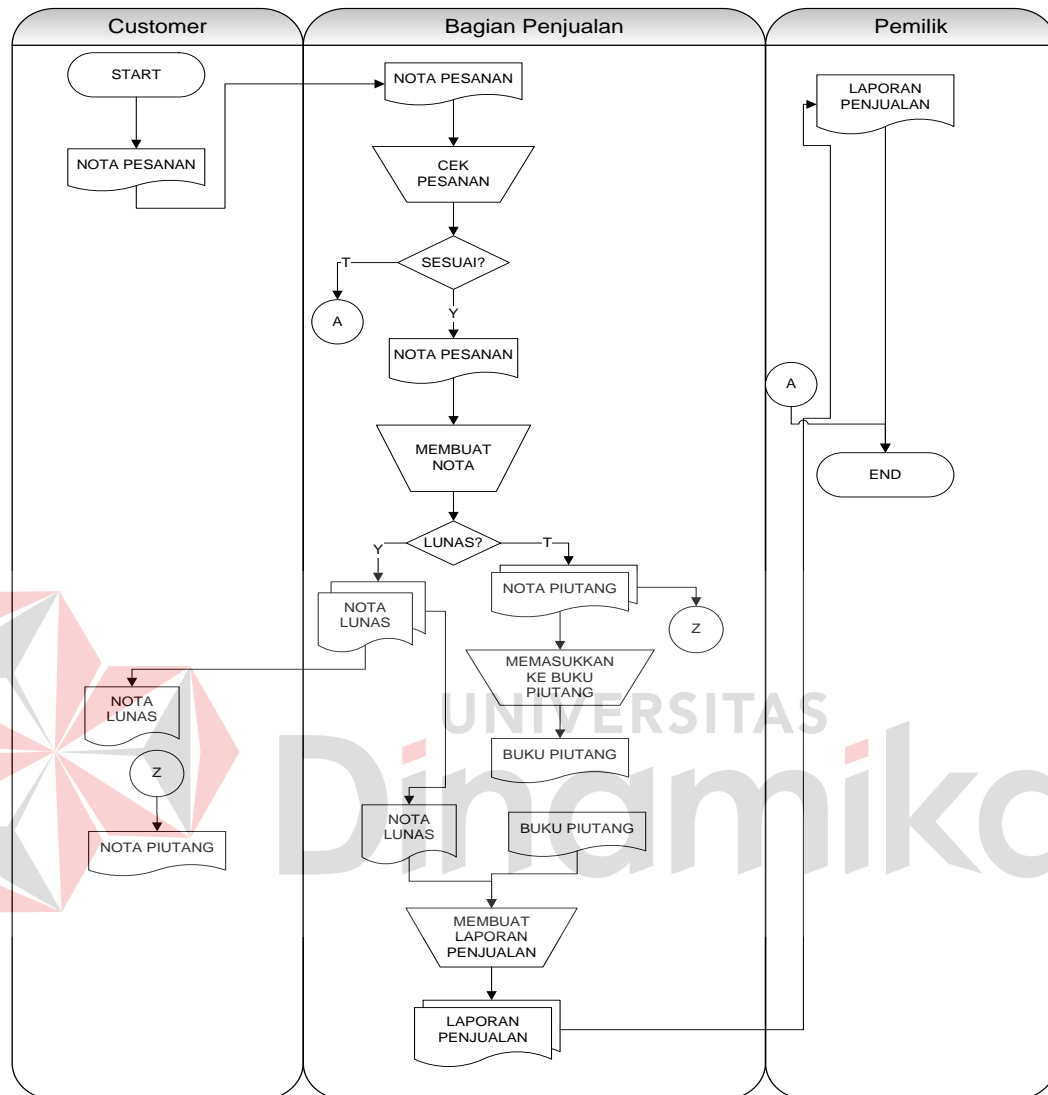 Customer
Bagian Penjualan
Pemilik
START
NOTA PESANAN
NOTA PESANAN
CEK
PESANAN
SESUAI?
T
A
Y
NOTA PESANAN
MEMBUAT
NOTA
LUNAS?
Y
T
NOTA
LUNAS
NOTA PIUTANG
Z
MEMASUKKAN
KE BUKU
PIUTANG
BUKU PIUTANG
NOTA
LUNAS
Z
NOTA PIUTANG
NOTA
LUNAS
BUKU PIUTANG
MEMBUAT
LAPORAN
PENJUALAN
LAPORAN
PENJUALAN
LAPORAN
PENJUALAN
A
END
UNIVERSITAS
Dinamika